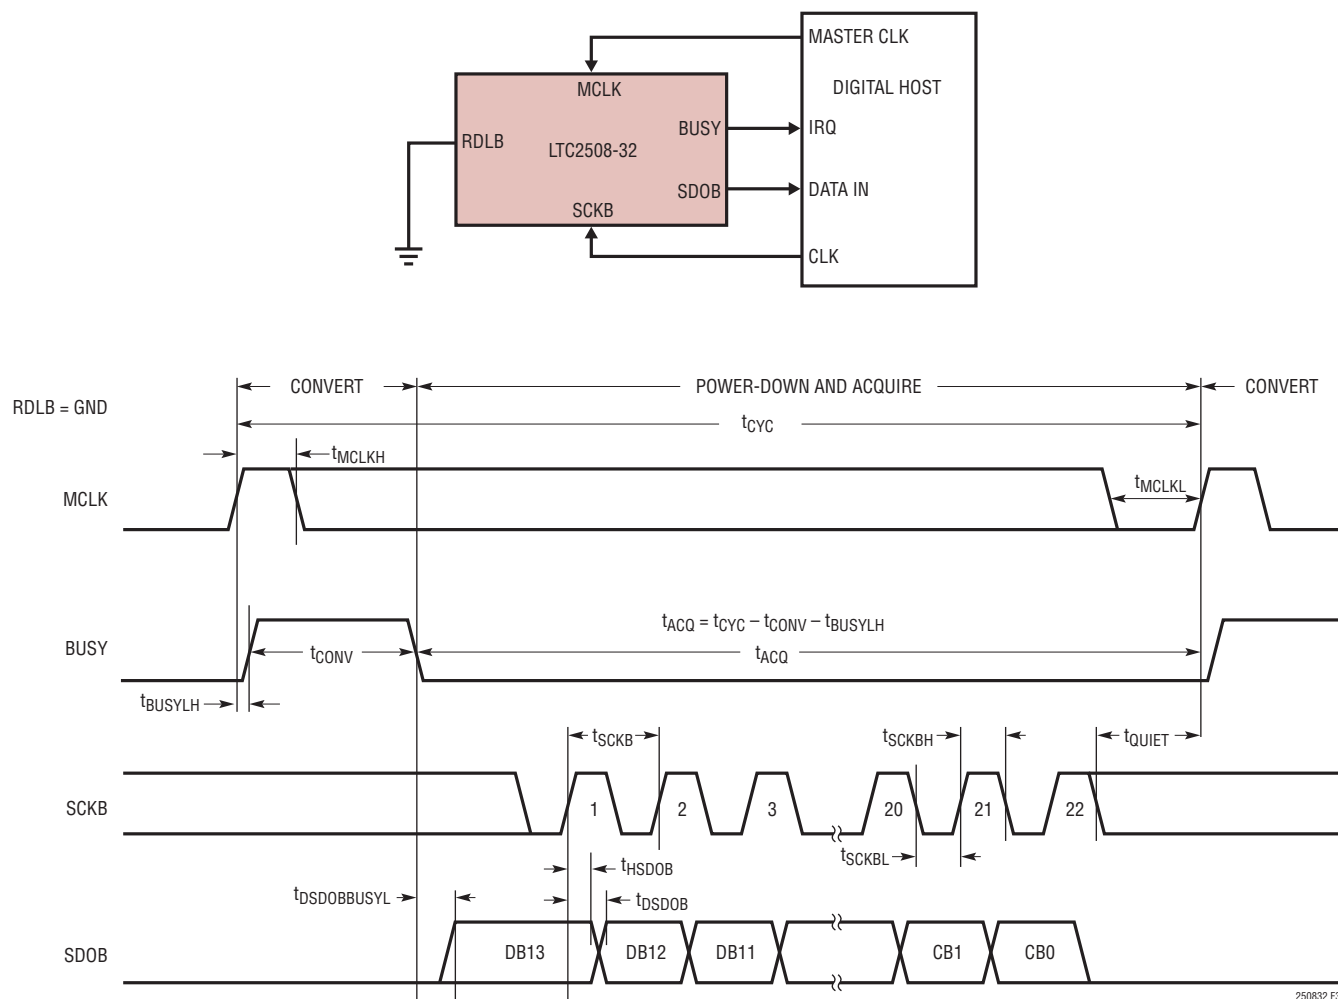 MASTER CLK
MCLK
DIGITAL HOST
BUSY
IRQ
RDLB
LTC2508-32
SDOB
DATA IN
SCKB
CLK
CONVERT
POWER-DOWN AND ACQUIRE
CONVERT
RDLB = GND
tCYC
tMCLKH
tMCLKL
MCLK
tACQ = tCYC – tCONV – tBUSYLH
BUSY
tCONV
tACQ
tBUSYLH
tSCKB
tSCKBH
tQUIET
SCKB
1
2
3
20
21
22
tSCKBL
tHSDOB
tDSDOBBUSYL
tDSDOB
SDOB
DB13
DB12
DB11
CB1
CB0